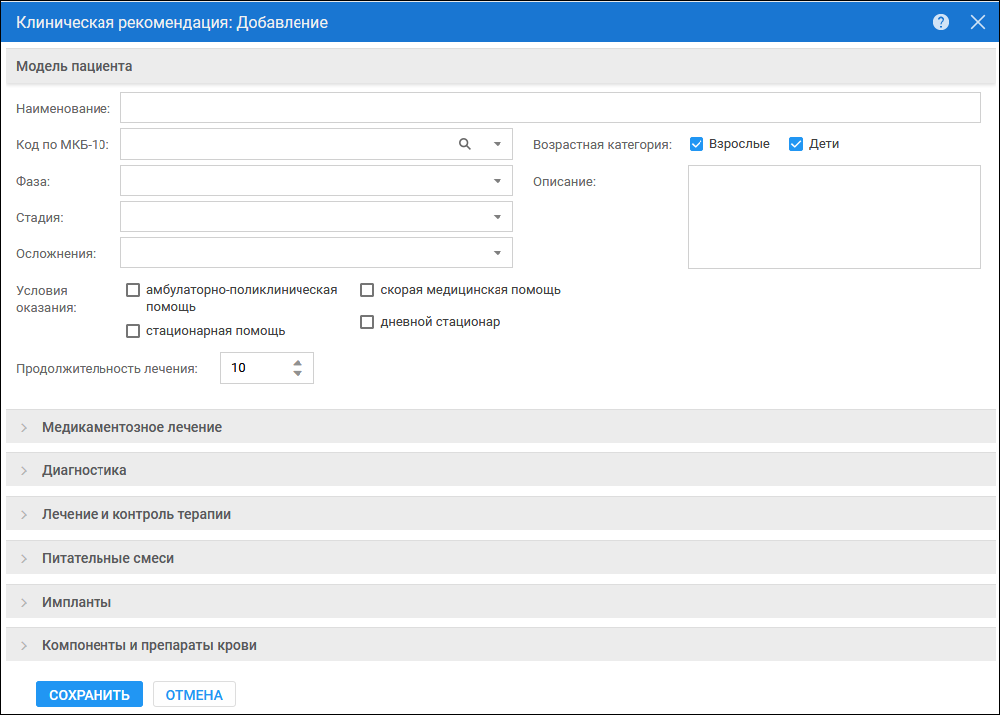 Клиническая рекомендация: Добавление
Модель пациента
Наименование:
Код по МКБ-10:
Возрастная категория:
Взрослые
Дети
Фаза:
Описание:
Стадия:
Осложнения:
Условия
оказания:
амбулаторно-поликлиническая
помощь
скорая медицинская помощь
стационарная помощь
дневной стационар
Продолжительность лечения:
10
Медикаментозное лечение
Диагностика
Лечение и контроль терапии
Питательные смеси
Импланты
Компоненты и препараты крови
СОХРАНИТЬ
ОТМЕНА